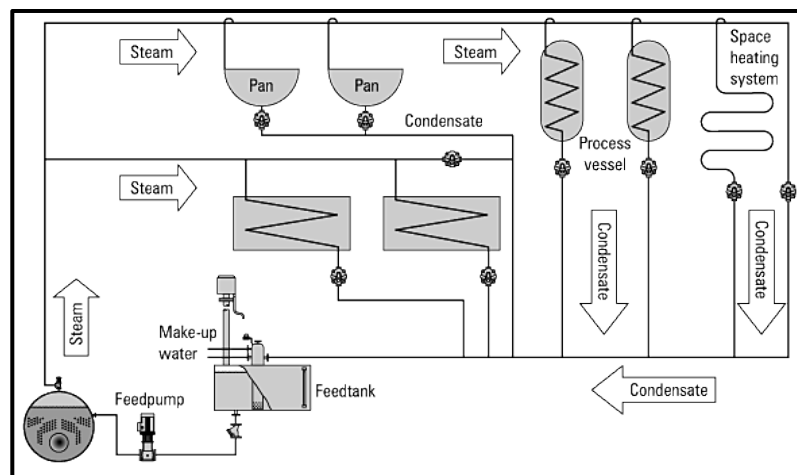 Steam
Pan
Pan
Steam
Space
heating
system
Condensate
Process
vessel
Steam
Condensate
Condensate
Steam
Make-up
water
Feedtank
Feedpump
Condensate